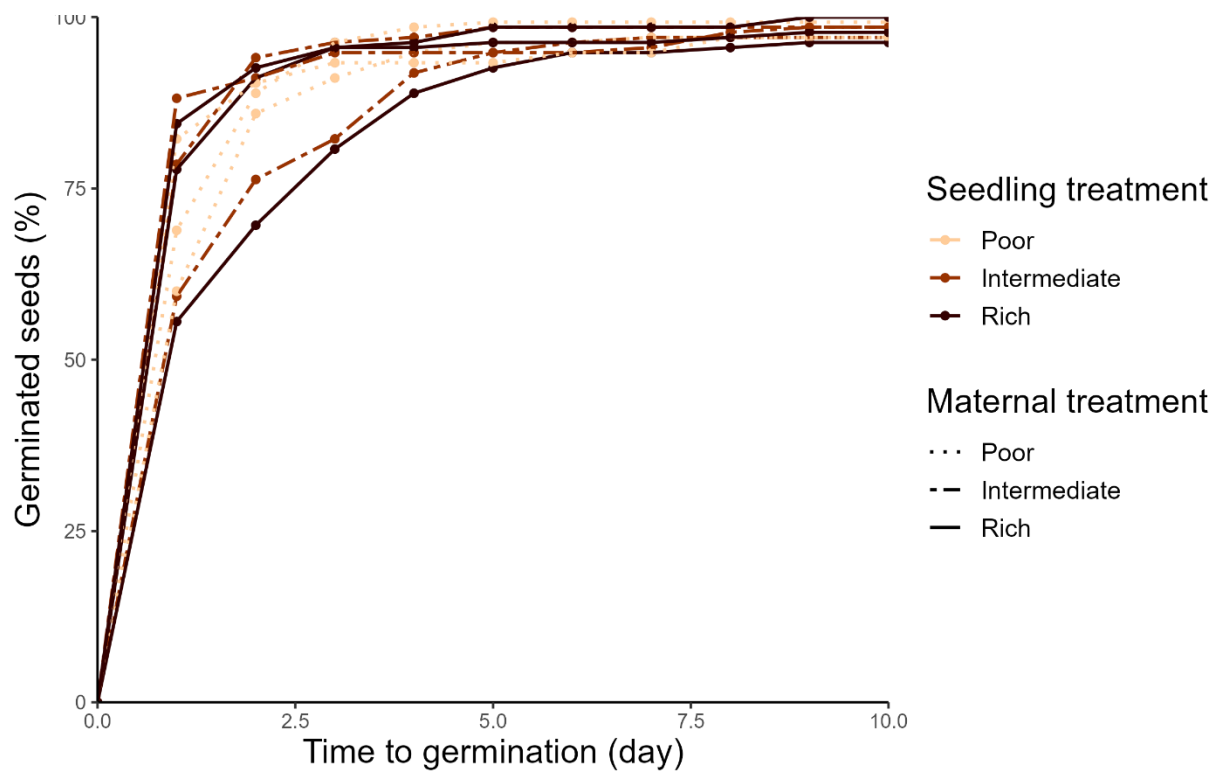 100
75
50
25
0
0.0 2.5 5.0 7.5 10.0
Time to germination (day)
Germinated seeds (%)
Seedling treatment
Poor
Intermediate
Rich
Maternal treatment
Poor
Intermediate
Rich